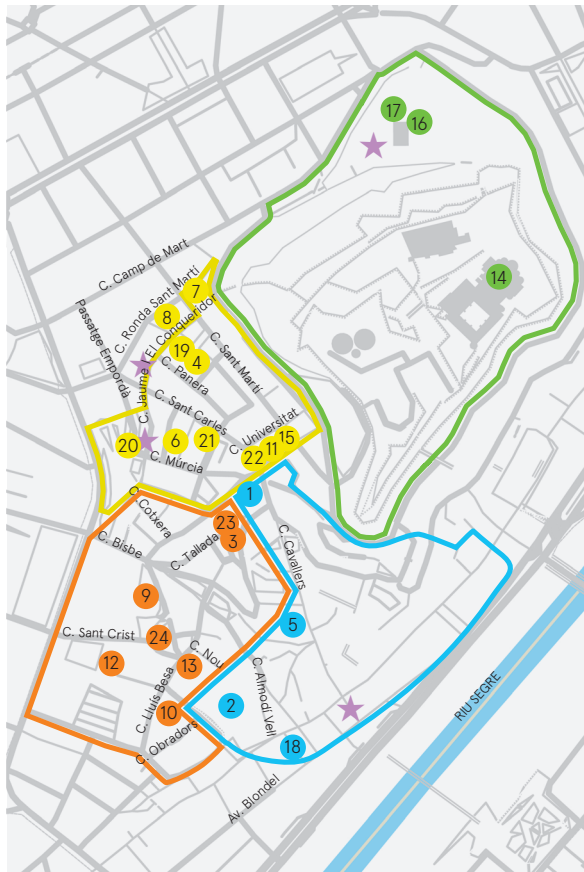 17
16
14
C. Camp de Mart
7
C. Ronda Sant Martí
8
C. Jaume I El Conqueridor
Passatge Empordà
19
4
C. Panera
C. Sant Martí
C. Sant Carles
C. Universitat
20
6
21
22
11
15
C. Múrcia
1
C. Cotxera
23
3
C. Tallada
C. Bisbe
C. Cavallers
9
5
C. Sant Crist
24
12
13
C. Nou
C. Lluís Besa
10
2
C. Almodí Vell
C. Obradors
18
Av. Blondel
RIU SEGRE